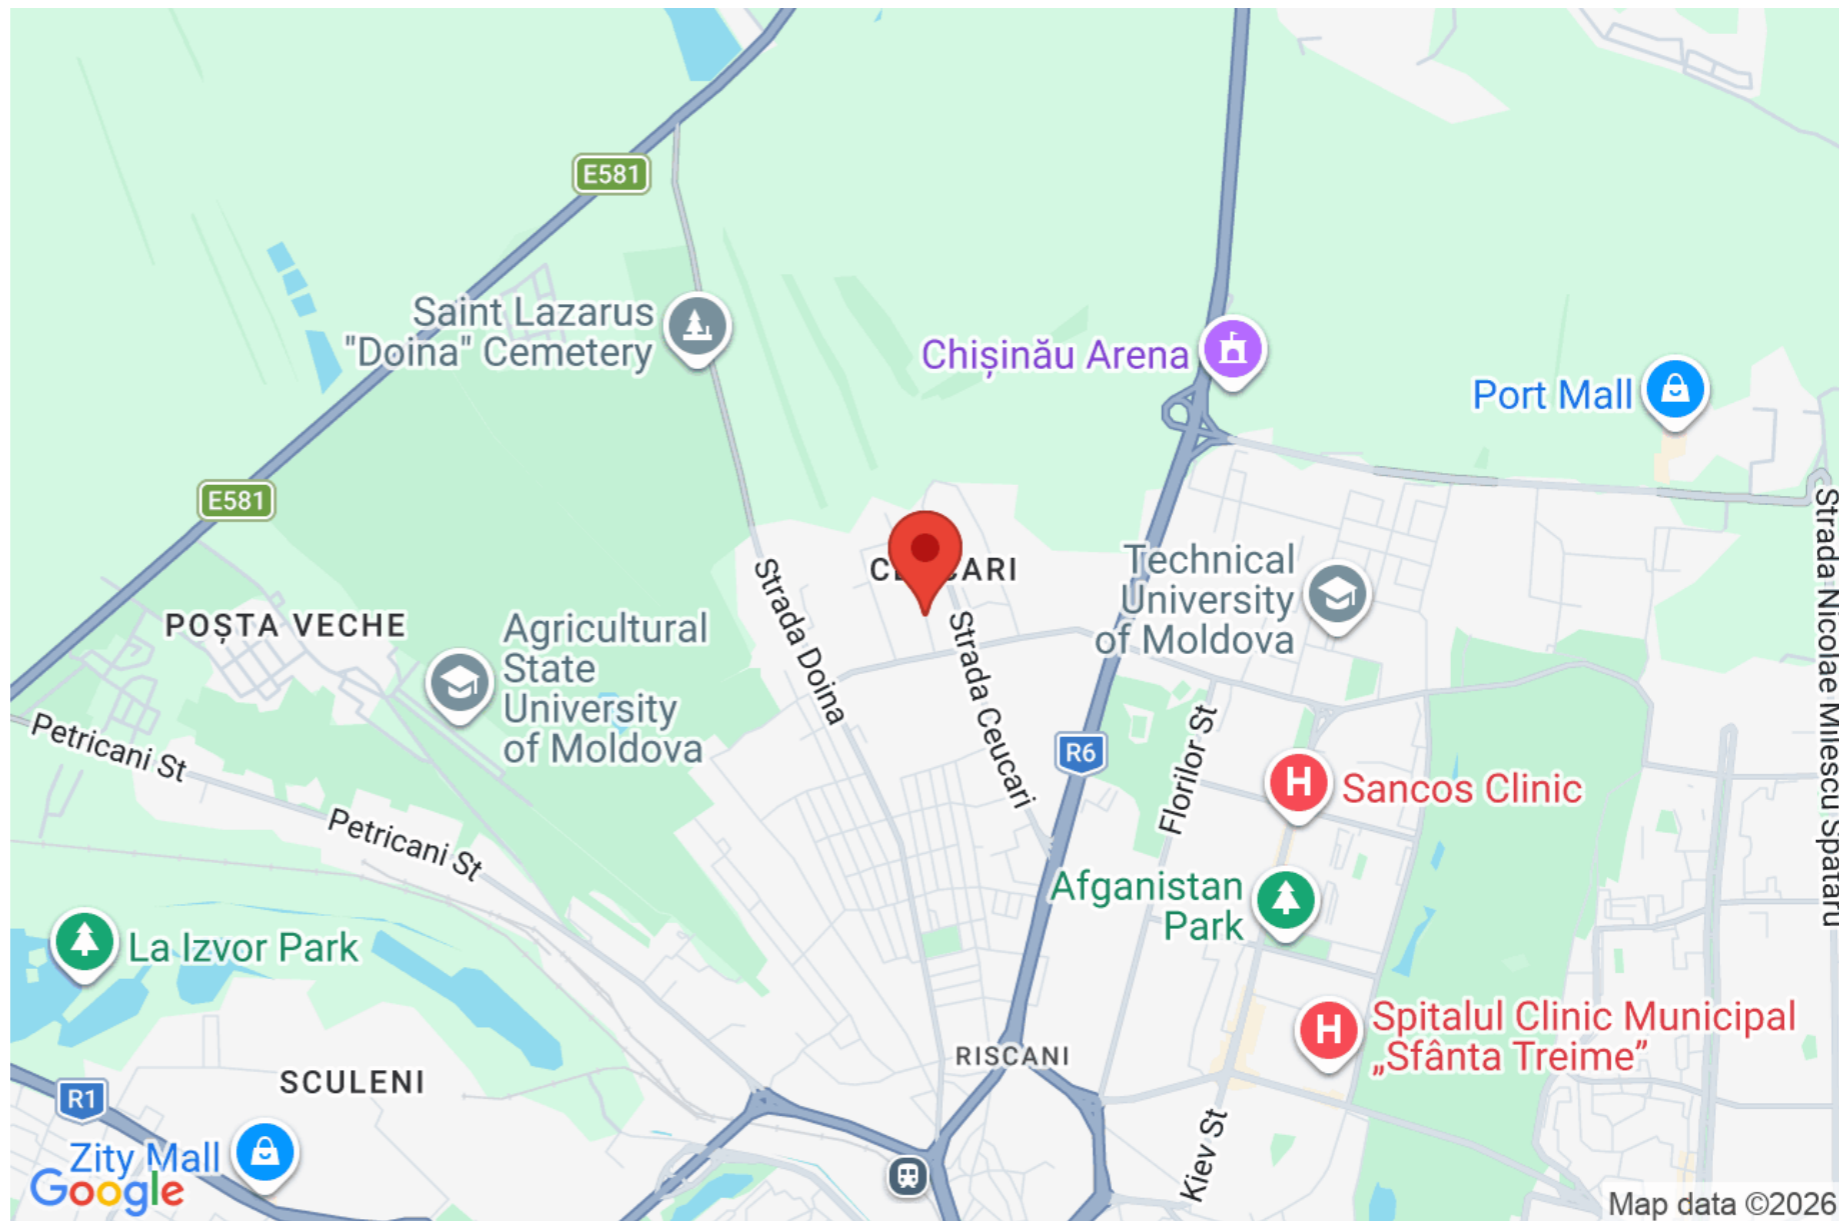 E581
Saint Lazarus
"Doina" Cemetery
Chișinău Arena
Port Mall
E581
Strada Nicolae Milescu Spătaru
Technical
University
of Moldova
POȘTA VECHE
Agricultural
State
University
of Moldova
Strada Doina
Strada Ceucari
Petricani St
Florilor St
R6
Sancos Clinic
Petricani St
Afganistan
Park
La Izvor Park
Spitalul Clinic Municipal
„Sfânta Treime”
RISCANI
SCULENI
R1
Kiev St
Zity Mall
Google
Map data ©2026